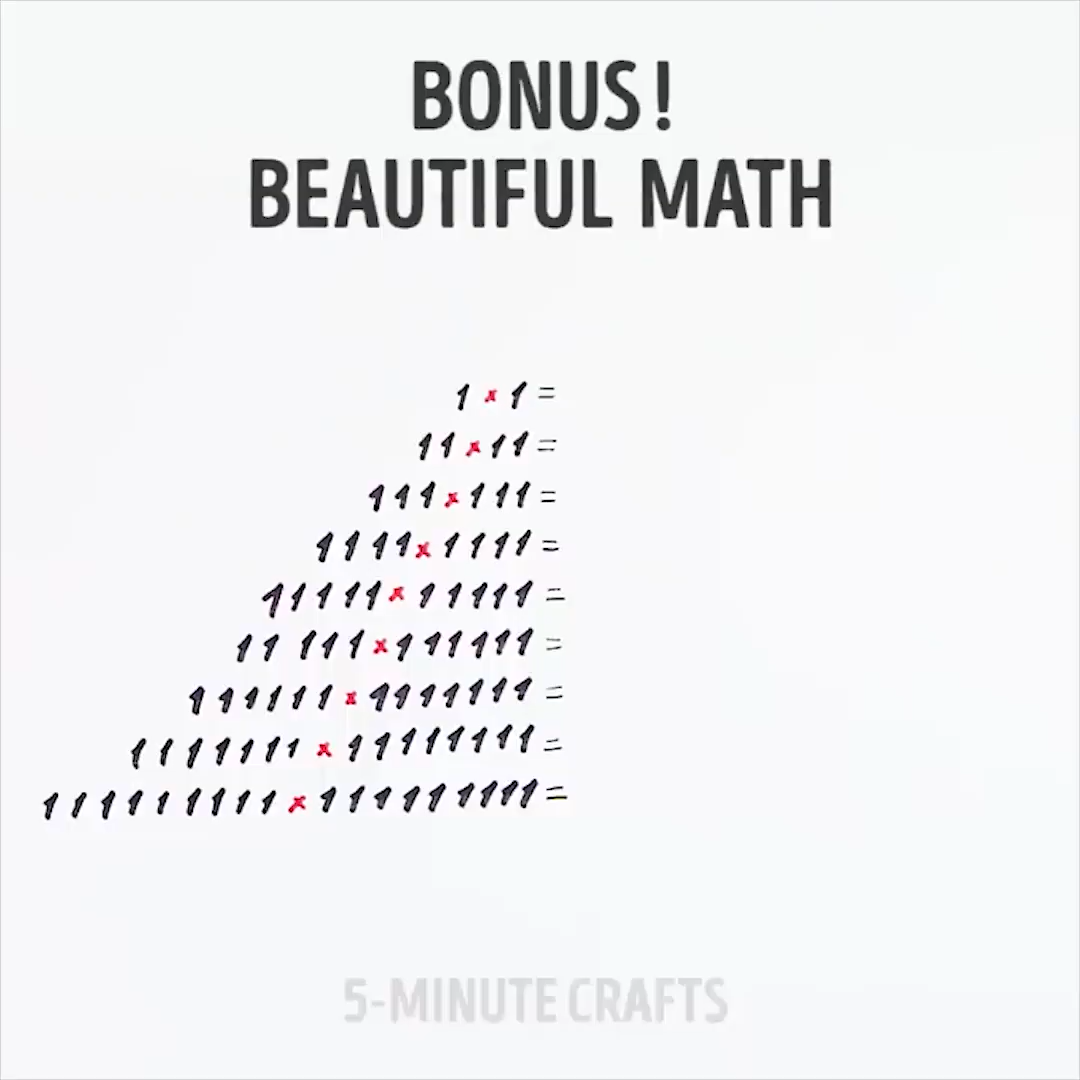 BONUS!
BEAUTIFUL MATH
1 x 1 =
11 x 11 =
111 x 111 =
1111 x 1111 =
11111 x 11111 =
11 111 x 111111 =
111111 x 1111111 =
1111111 x 11111111 =
111111111 x 111111111 =
5-MINUTE CRAFTS